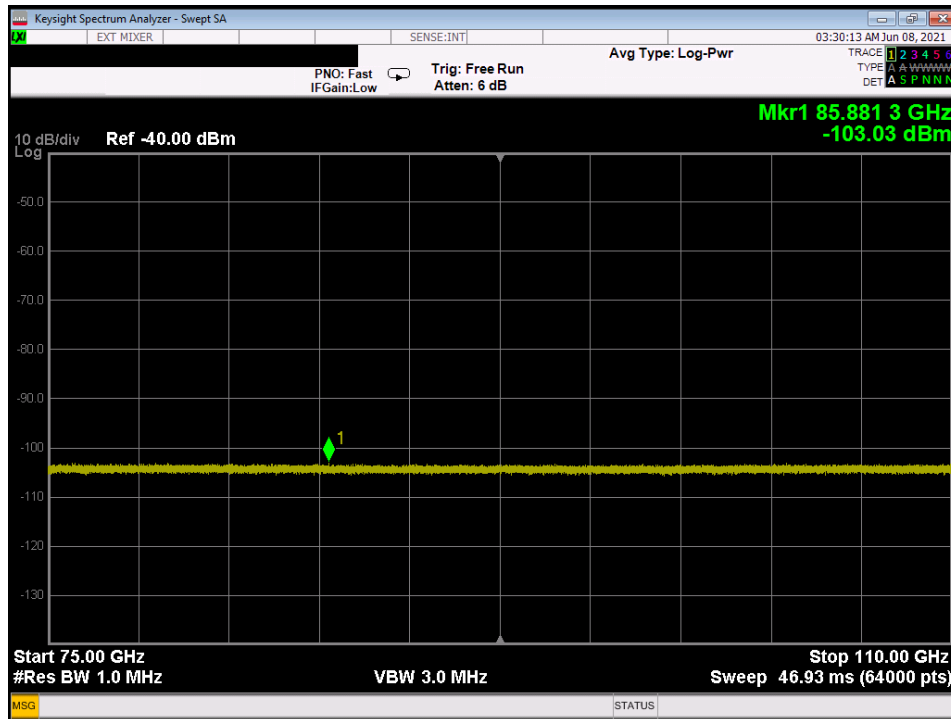 Keysight Spectrum Analyzer - Swept SA
LXI EXT MIXER SENSE:INT 03:30:13 AM Jun 08, 2021
Avg Type: Log-Pwr TRACE 1 2 3 4 5 6
PNO: Fast Trig: Free Run TYPE A A W W W W
IFGain:Low Atten: 6 dB DET A S P N N N
Mkr1 85.881 3 GHz
10 dB/div Ref -40.00 dBm -103.03 dBm
Log
-50.0
-60.0
-70.0
-80.0
-90.0
1
-100
-110
-120
-130
Start 75.00 GHz Stop 110.00 GHz
#Res BW 1.0 MHz VBW 3.0 MHz Sweep 46.93 ms (64000 pts)
MSG STATUS